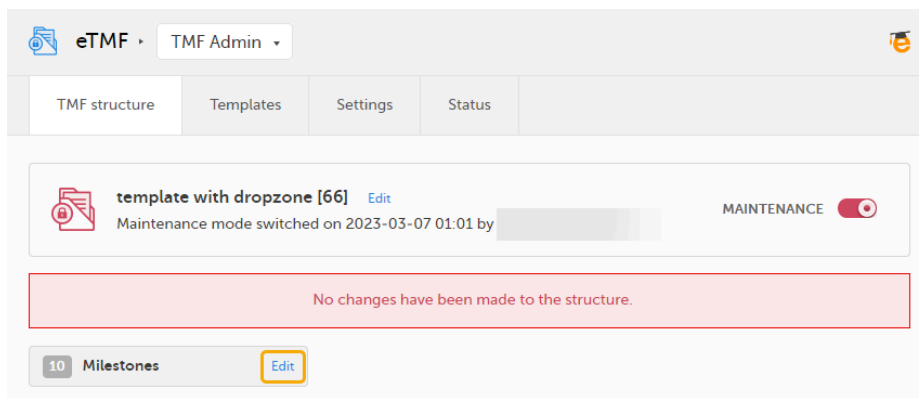 eTMF
TMF Admin
e
TMF structure Templates Settings Status
template with dropzone [66] Edit
Maintenance mode switched on 2023-03-07 01:01 by
MAINTENANCE
No changes have been made to the structure.
10 Milestones Edit